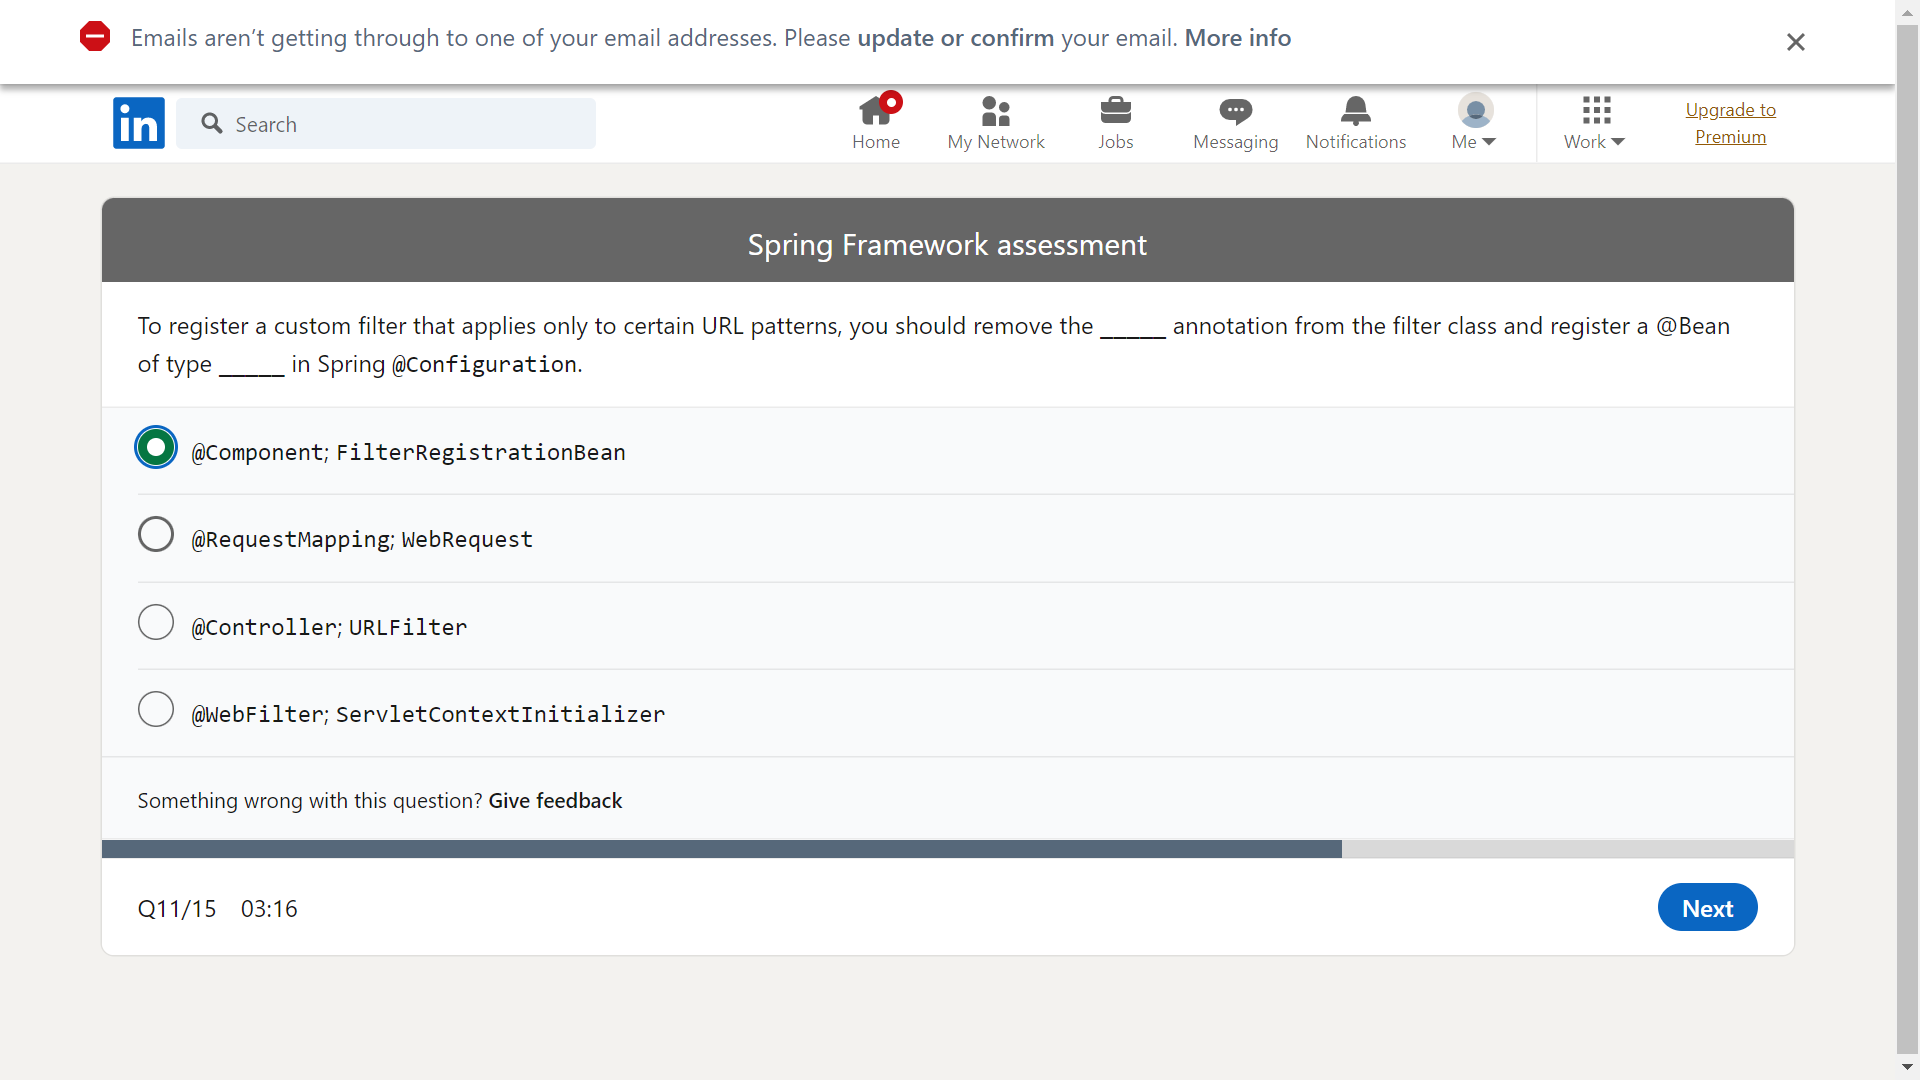 Emails aren't getting through to one of your email addresses. Please update or confirm your email. More info
in
Search
Home
My Network
Jobs
Messaging
Notifications
Me
Work
Upgrade to
Premium
Spring Framework assessment
To register a custom filter that applies only to certain URL patterns, you should remove the _____ annotation from the filter class and register a @Bean
of type _____ in Spring @Configuration.
@Component; FilterRegistrationBean
@RequestMapping; WebRequest
@Controller; URLFilter
@WebFilter; ServletContextInitializer
Something wrong with this question? Give feedback
Q11/15 03:16
Next